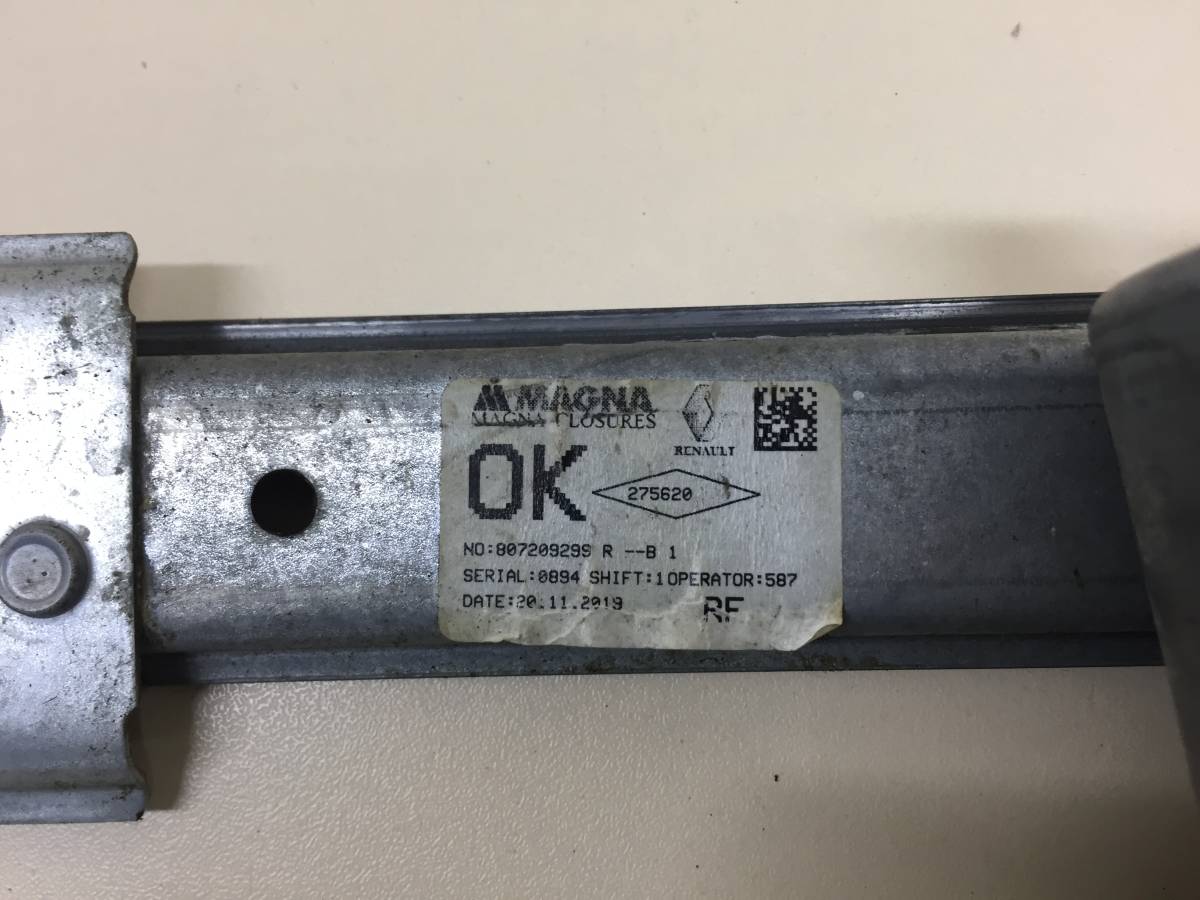 MAGNA
MAGNA CLOSURES
RENAULT
OK
275620
NO:807209299 R --B 1
SERIAL:0894 SHIFT:1OPERATOR:587
DATE:20.11.2019
RF